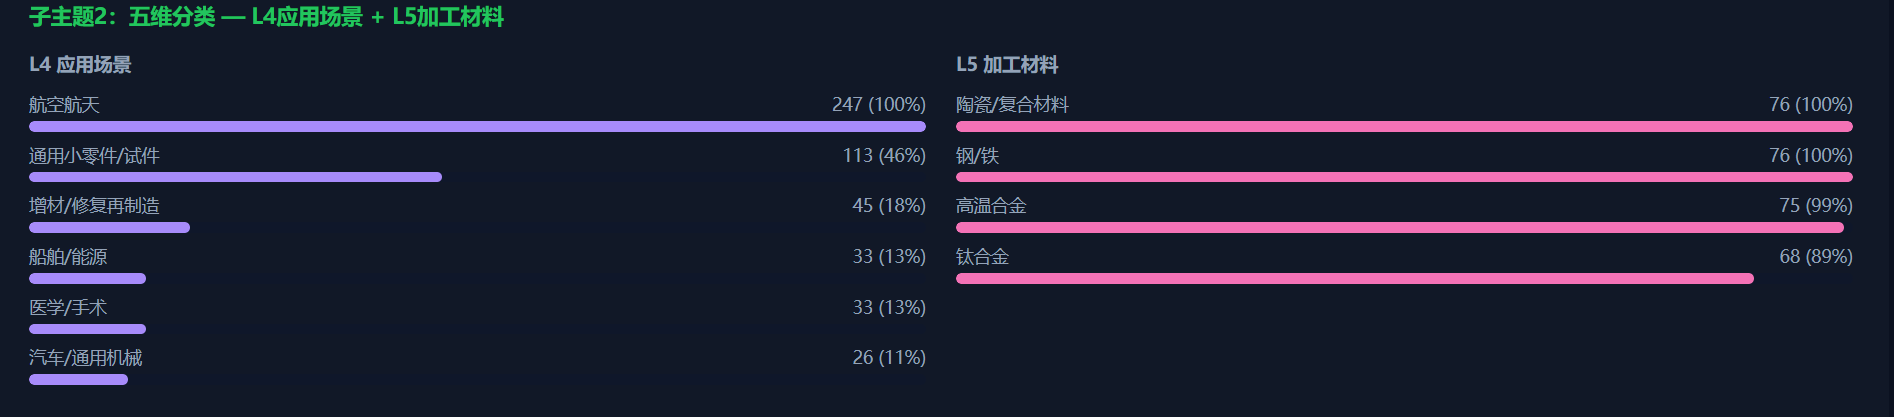 子主题2：五维分类 — L4应用场景 + L5加工材料
L4 应用场景
航空航天 247 (100%)
通用小零件/试件 113 (46%)
增材/修复再制造 45 (18%)
船舶/能源 33 (13%)
医学/手术 33 (13%)
汽车/通用机械 26 (11%)
L5 加工材料
陶瓷/复合材料 76 (100%)
钢/铁 76 (100%)
高温合金 75 (99%)
钛合金 68 (89%)